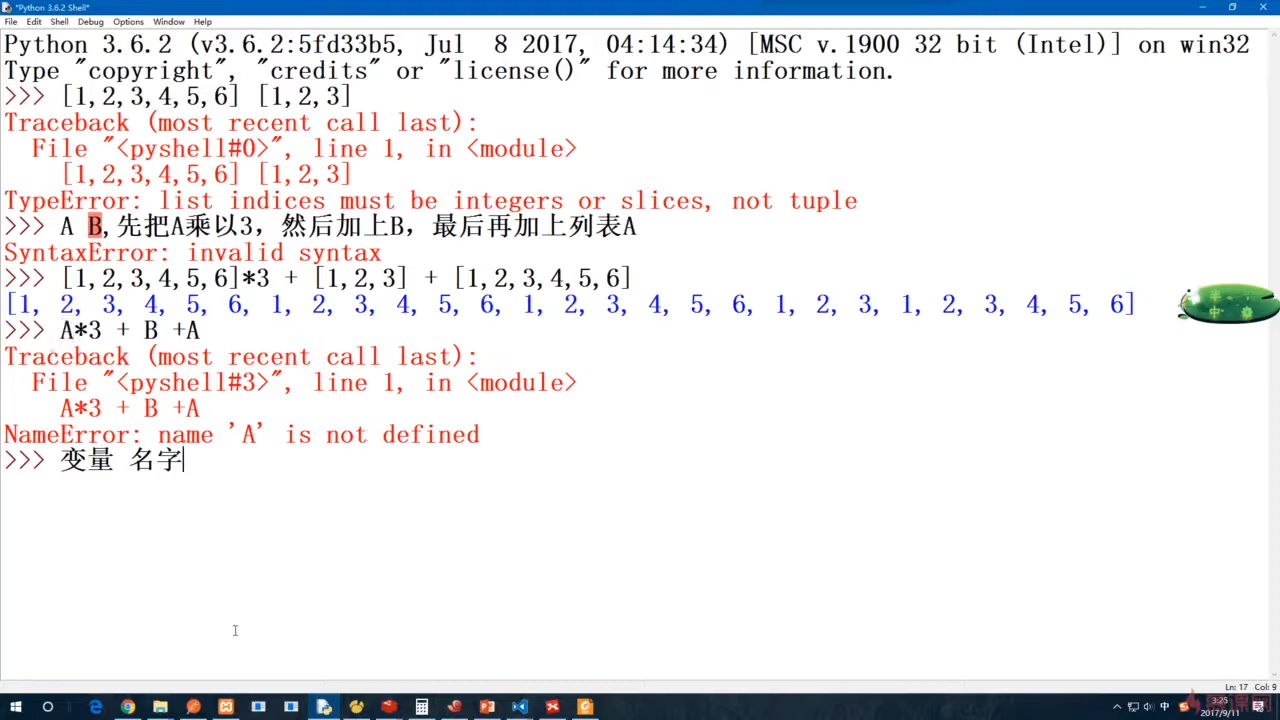 *Python 3.6.2 Shell*
File Edit Shell Debug Options Window Help
Python 3.6.2 (v3.6.2:5fd33b5, Jul  8 2017, 04:14:34) [MSC v.1900 32 bit (Intel)] on win32
Type "copyright", "credits" or "license()" for more information.
>>> [1,2,3,4,5,6] [1,2,3]
Traceback (most recent call last):
  File "<pyshell#0>", line 1, in <module>
    [1,2,3,4,5,6] [1,2,3]
TypeError: list indices must be integers or slices, not tuple
>>> A B,先把A乘以3，然后加上B，最后再加上列表A
SyntaxError: invalid syntax
>>> [1,2,3,4,5,6]*3 + [1,2,3] + [1,2,3,4,5,6]
[1, 2, 3, 4, 5, 6, 1, 2, 3, 4, 5, 6, 1, 2, 3, 4, 5, 6, 1, 2, 3, 1, 2, 3, 4, 5, 6]
>>> A*3 + B +A
Traceback (most recent call last):
  File "<pyshell#3>", line 1, in <module>
    A*3 + B +A
NameError: name 'A' is not defined
>>> 变量 名字
Ln: 17 Col: 9
中
3:25
2017/9/11